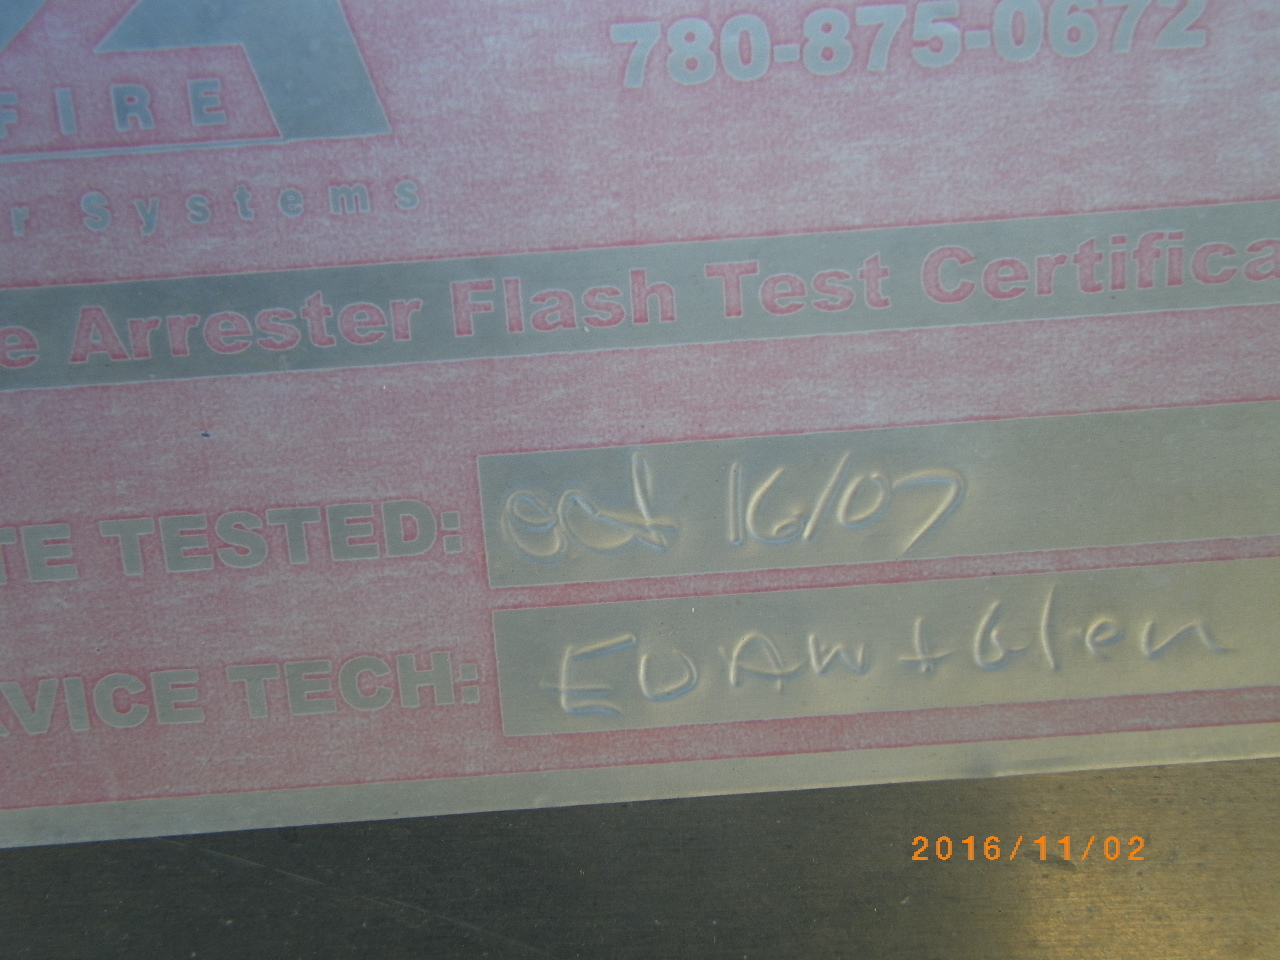 780-875-0672
FIRE
r Systems
e Arrester Flash Test Certifica
TE TESTED: Oct 16/07
RVICE TECH: EVAN + Glen
2016/11/02